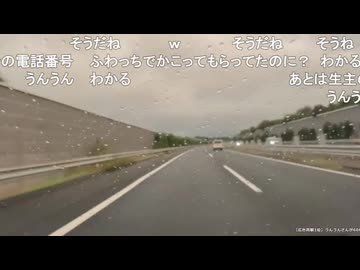 そうだね w そうだね そうね
の電話番号 ふわっちでかこってもらってたのに？ わかる
うんうん わかる あとは生主
うんう